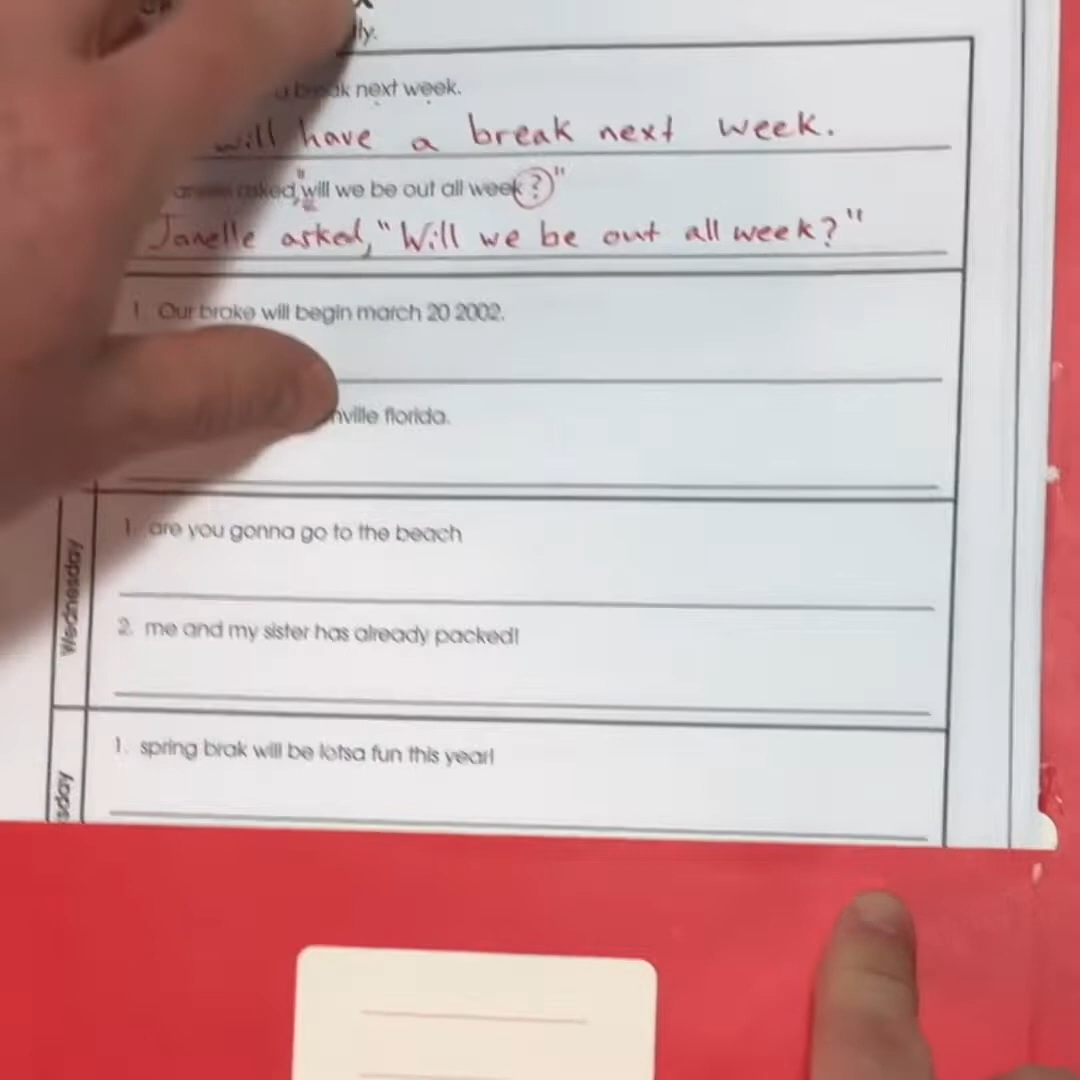 lly.
break next week.
will have a break next week.
asked, "will we be out all week?"
Janelle asked, "Will we be out all week?"
1. Our brake will begin march 20 2002.
nville florida.
1. are you gonna go to the beach
Wednesday
2. me and my sister has already packed!
1. spring brak will be lotsa fun this year!
sday